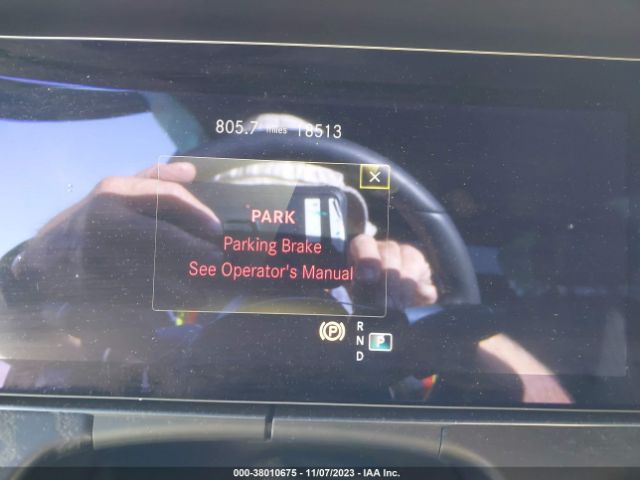 805.7 miles 18513
X
PARK
Parking Brake
See Operator's Manual
(P) R
N P
D
000-38010675 - 11/07/2023 - IAA Inc.